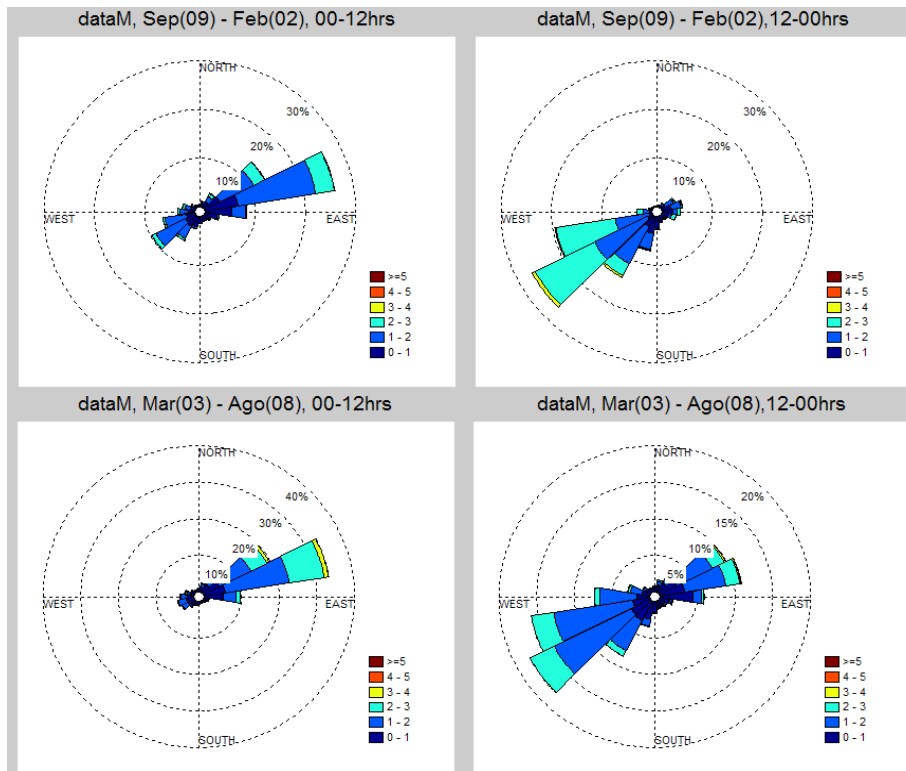 dataM, Sep(09) - Feb(02), 00-12hrs
NORTH
30%
20%
10%
WEST
EAST
SOUTH
>=5
4 - 5
3 - 4
2 - 3
1 - 2
0 - 1
dataM, Sep(09) - Feb(02),12-00hrs
NORTH
30%
20%
10%
WEST
EAST
SOUTH
>=5
4 - 5
3 - 4
2 - 3
1 - 2
0 - 1
dataM, Mar(03) - Ago(08), 00-12hrs
NORTH
40%
30%
20%
10%
WEST
EAST
SOUTH
>=5
4 - 5
3 - 4
2 - 3
1 - 2
0 - 1
dataM, Mar(03) - Ago(08),12-00hrs
NORTH
20%
15%
10%
5%
WEST
EAST
SOUTH
>=5
4 - 5
3 - 4
2 - 3
1 - 2
0 - 1